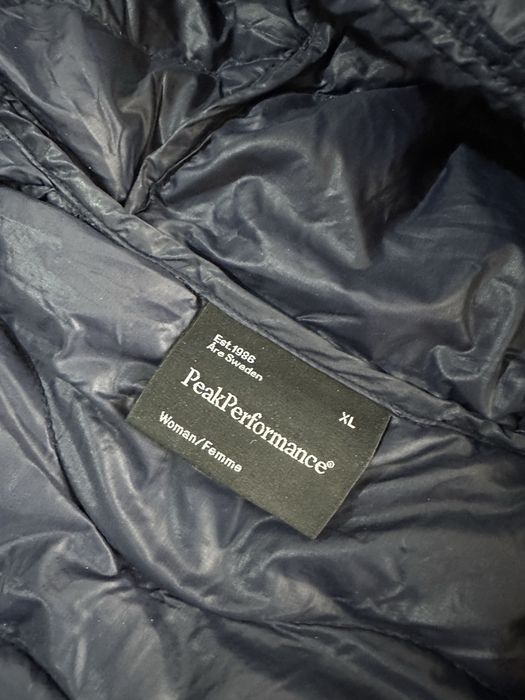 Est.1986
Åre Sweden
XL
PeakPerformance®
Woman/Femme